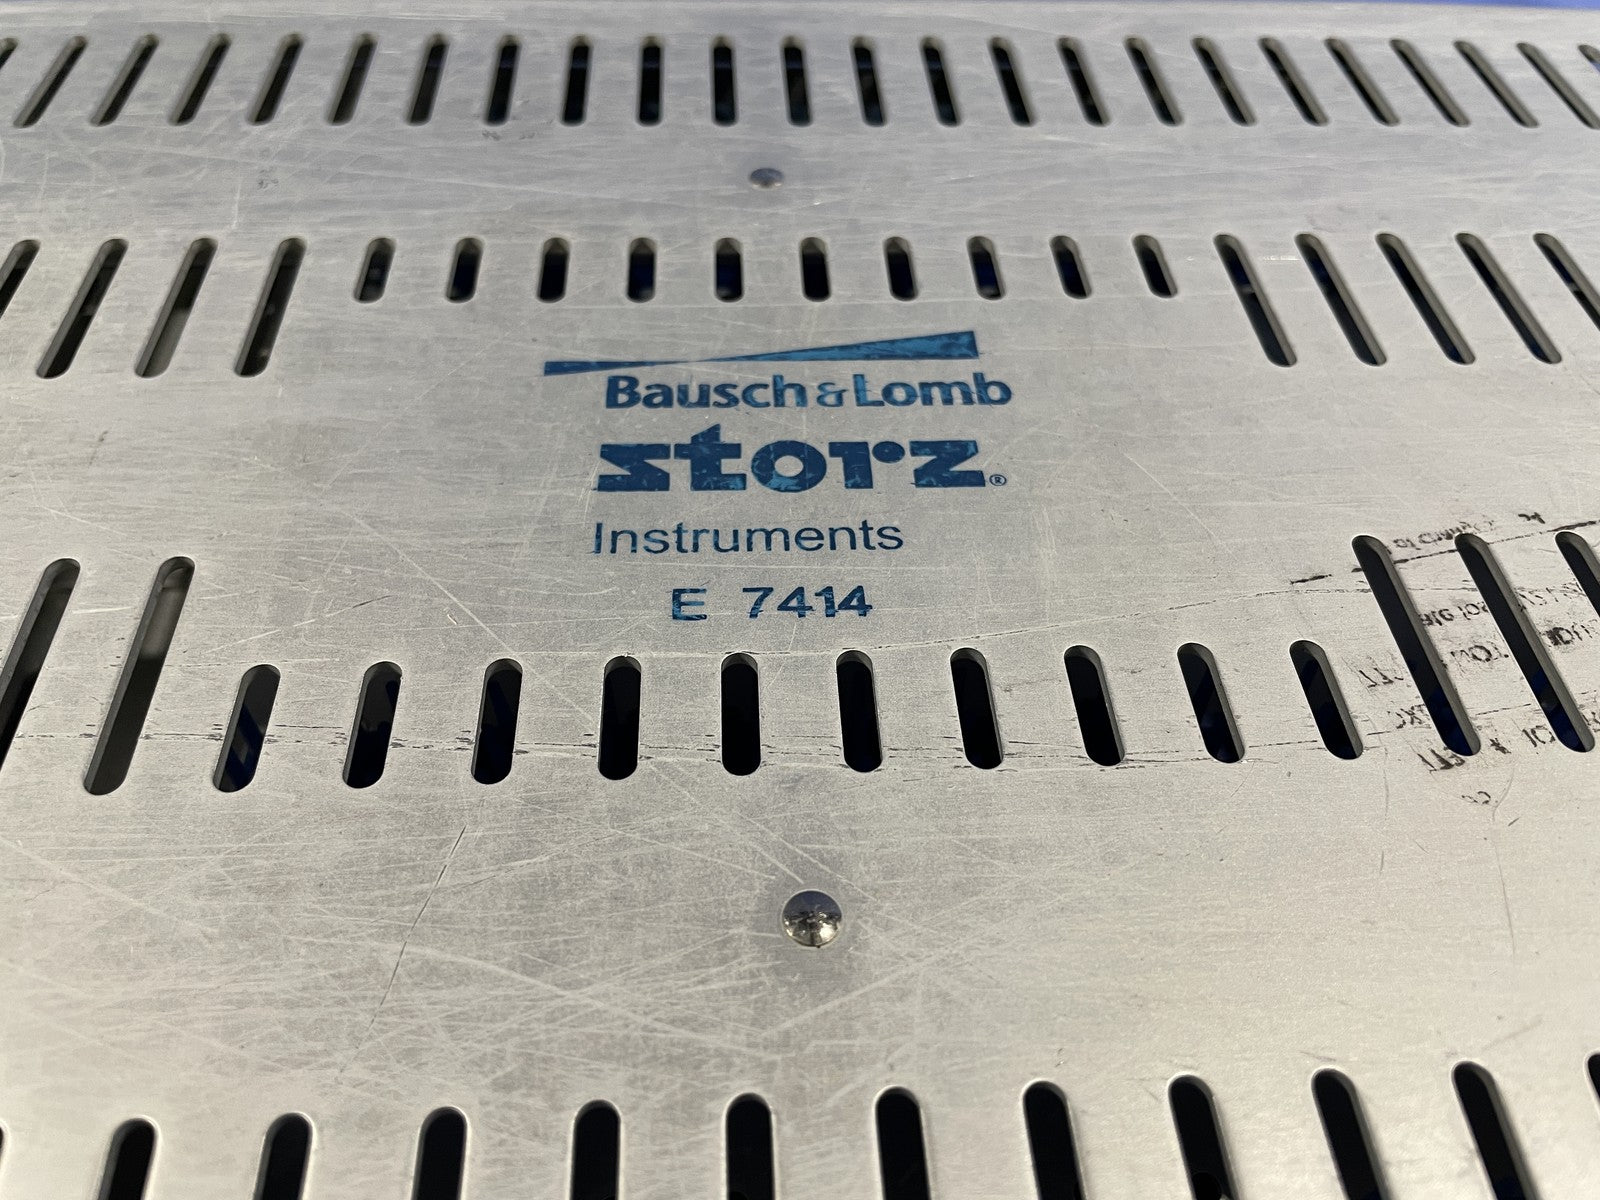 Bausch & Lomb
storz®
Instruments
E 7414